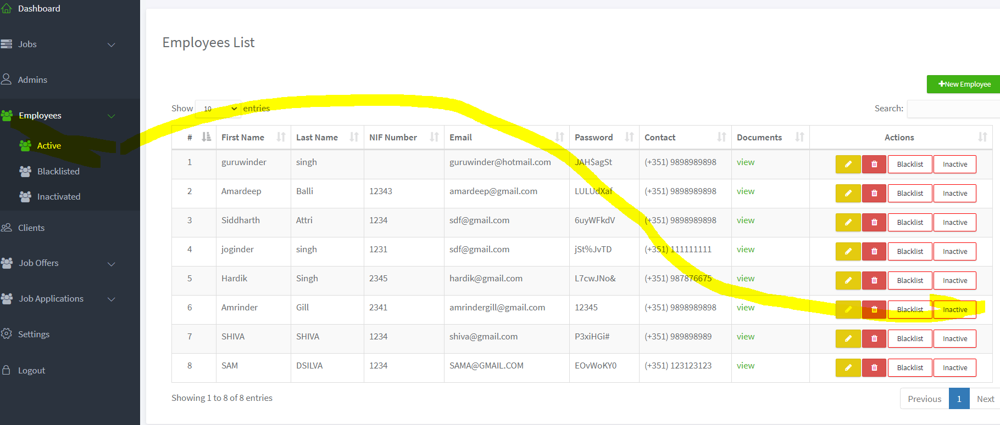 Dashboard
Jobs
Admins
Employees
Active
Blacklisted
Inactivated
Clients
Job Offers
Job Applications
Settings
Logout
Employees List
+New Employee
Show 10 entries
Search:
# First Name Last Name NIF Number Email Password Contact Documents Actions
1 guruwinder singh guruwinder@hotmail.com JAH$agSt (+351) 9898989898 view Blacklist Inactive
2 Amardeep Balli 12343 amardeep@gmail.com LULUdXaf (+351) 9898989898 view Blacklist Inactive
3 Siddharth Attri 1234 sdf@gmail.com 6uyWFkdV (+351) 9898989898 view Blacklist Inactive
4 joginder singh 1231 sdf@gmail.com jSt%JvTD (+351) 111111111 view Blacklist Inactive
5 Hardik Singh 2345 hardik@gmail.com L7cwJNo& (+351) 987876675 view Blacklist Inactive
6 Amrinder Gill 2341 amrindergill@gmail.com 12345 (+351) 9898989898 view Blacklist Inactive
7 SHIVA SHIVA 1234 shiva@gmail.com P3xiHGi# (+351) 989898989 view Blacklist Inactive
8 SAM DSILVA 1234 SAMA@GMAIL.COM EOvWoKY0 (+351) 123123123 view Blacklist Inactive
Showing 1 to 8 of 8 entries
Previous 1 Next